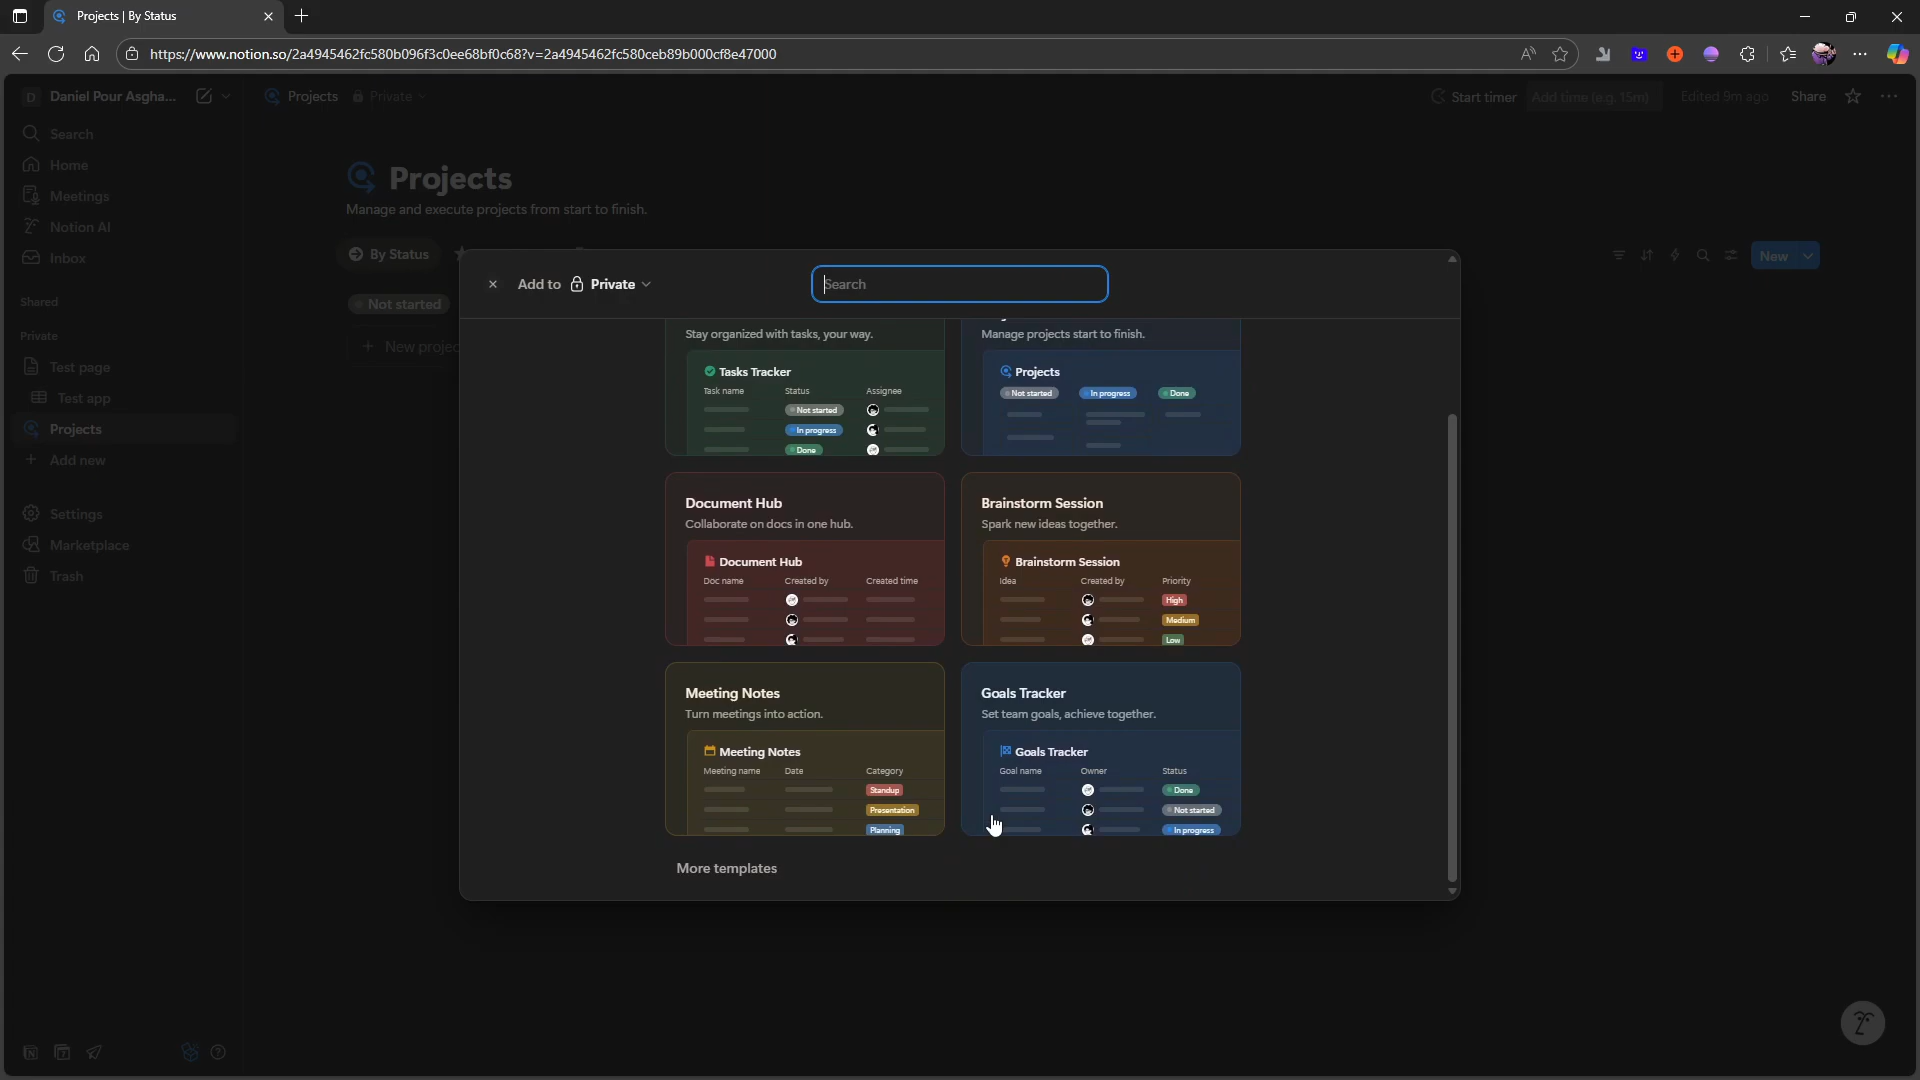 Projects | By Status
https://www.notion.so/2a4945462fc580b096f3c0ee68bf0c68?v=2a4945462fc580ceb89b000cf8e47000
D Daniel Pour Asgha...
Projects Private
Start timer Add time (e.g. 15m) Edited 9m ago Share
Search
Home
Meetings
Notion AI
Inbox
Shared
Private
Test page
Test app
Projects
Add new
Settings
Marketplace
Trash
Projects
Manage and execute projects from start to finish.
By Status
New
Not started
+ New projec
Add to Private
Search
Stay organized with tasks, your way.
Tasks Tracker
Task name Status Assignee
Not started
In progress
Done
Manage projects start to finish.
Projects
Not started In progress Done
Document Hub
Collaborate on docs in one hub.
Document Hub
Doc name Created by Created time
Brainstorm Session
Spark new ideas together.
Brainstorm Session
Idea Created by Priority
High
Medium
Low
Meeting Notes
Turn meetings into action.
Meeting Notes
Meeting name Date Category
Standup
Presentation
Planning
Goals Tracker
Set team goals, achieve together.
Goals Tracker
Goal name Owner Status
Done
Not started
In progress
More templates